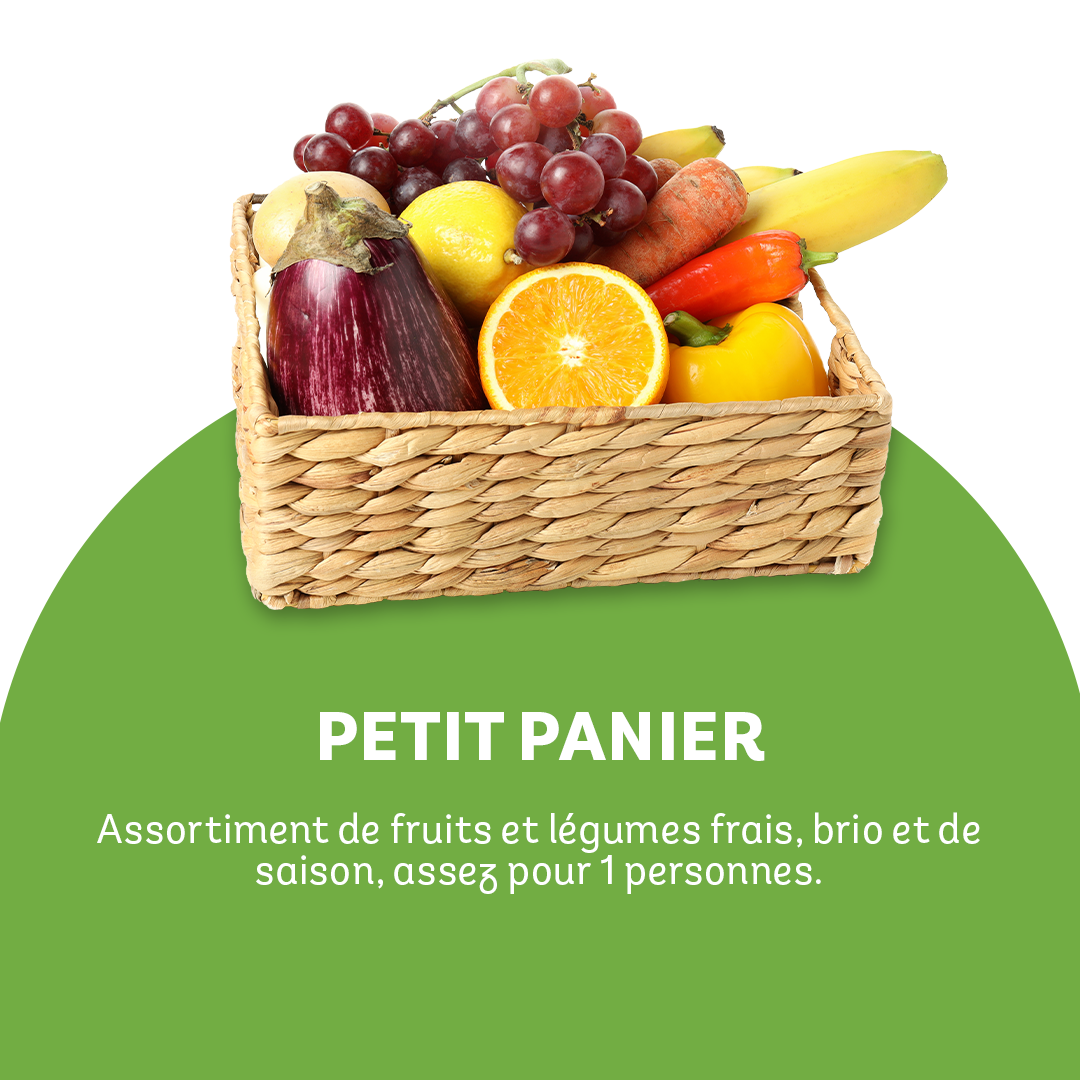 PETIT PANIER
Assortiment de fruits et légumes frais, brio et de
saison, assez pour 1 personnes.